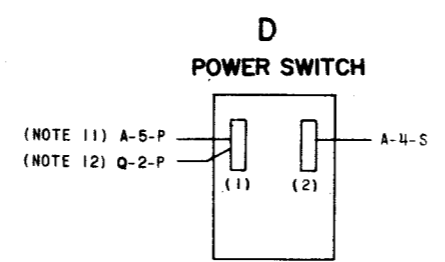 D
POWER SWITCH
(NOTE 11) A-5-P
(NOTE 12) Q-2-P
A-4-S
(1)
(2)